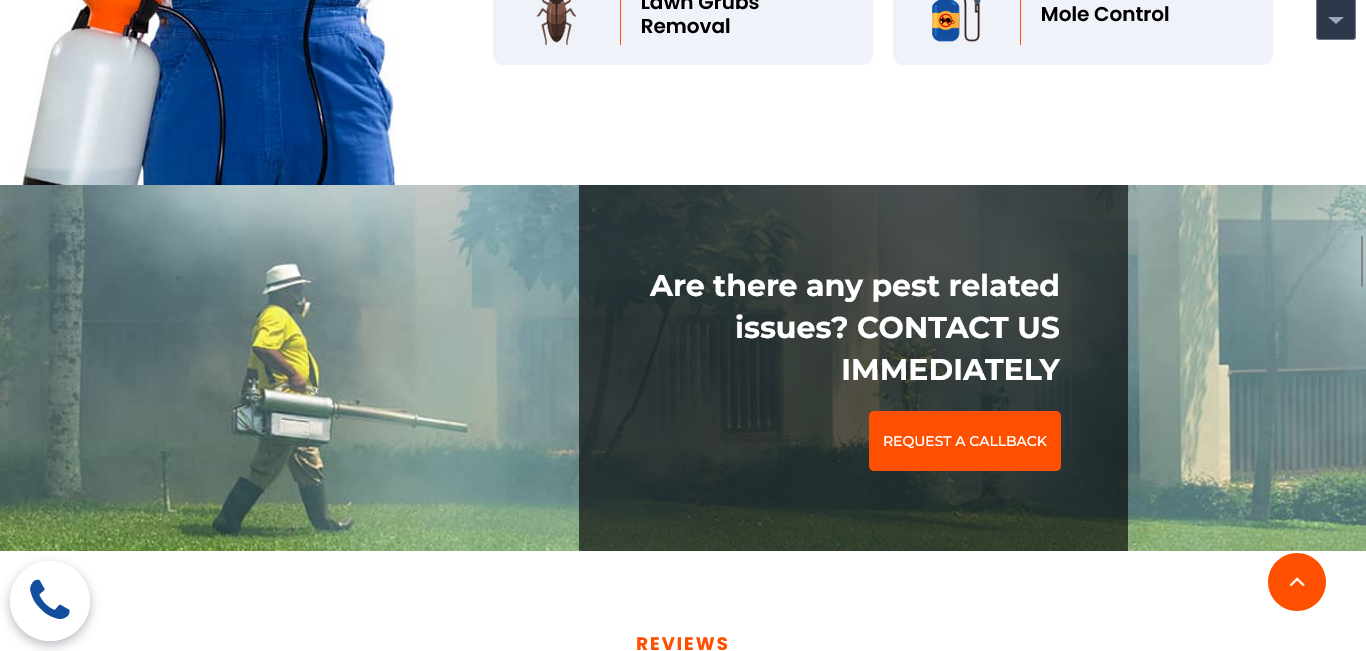 Lawn Grubs
Removal
Mole Control
Are there any pest related
issues? CONTACT US
IMMEDIATELY
REQUEST A CALLBACK
REVIEWS